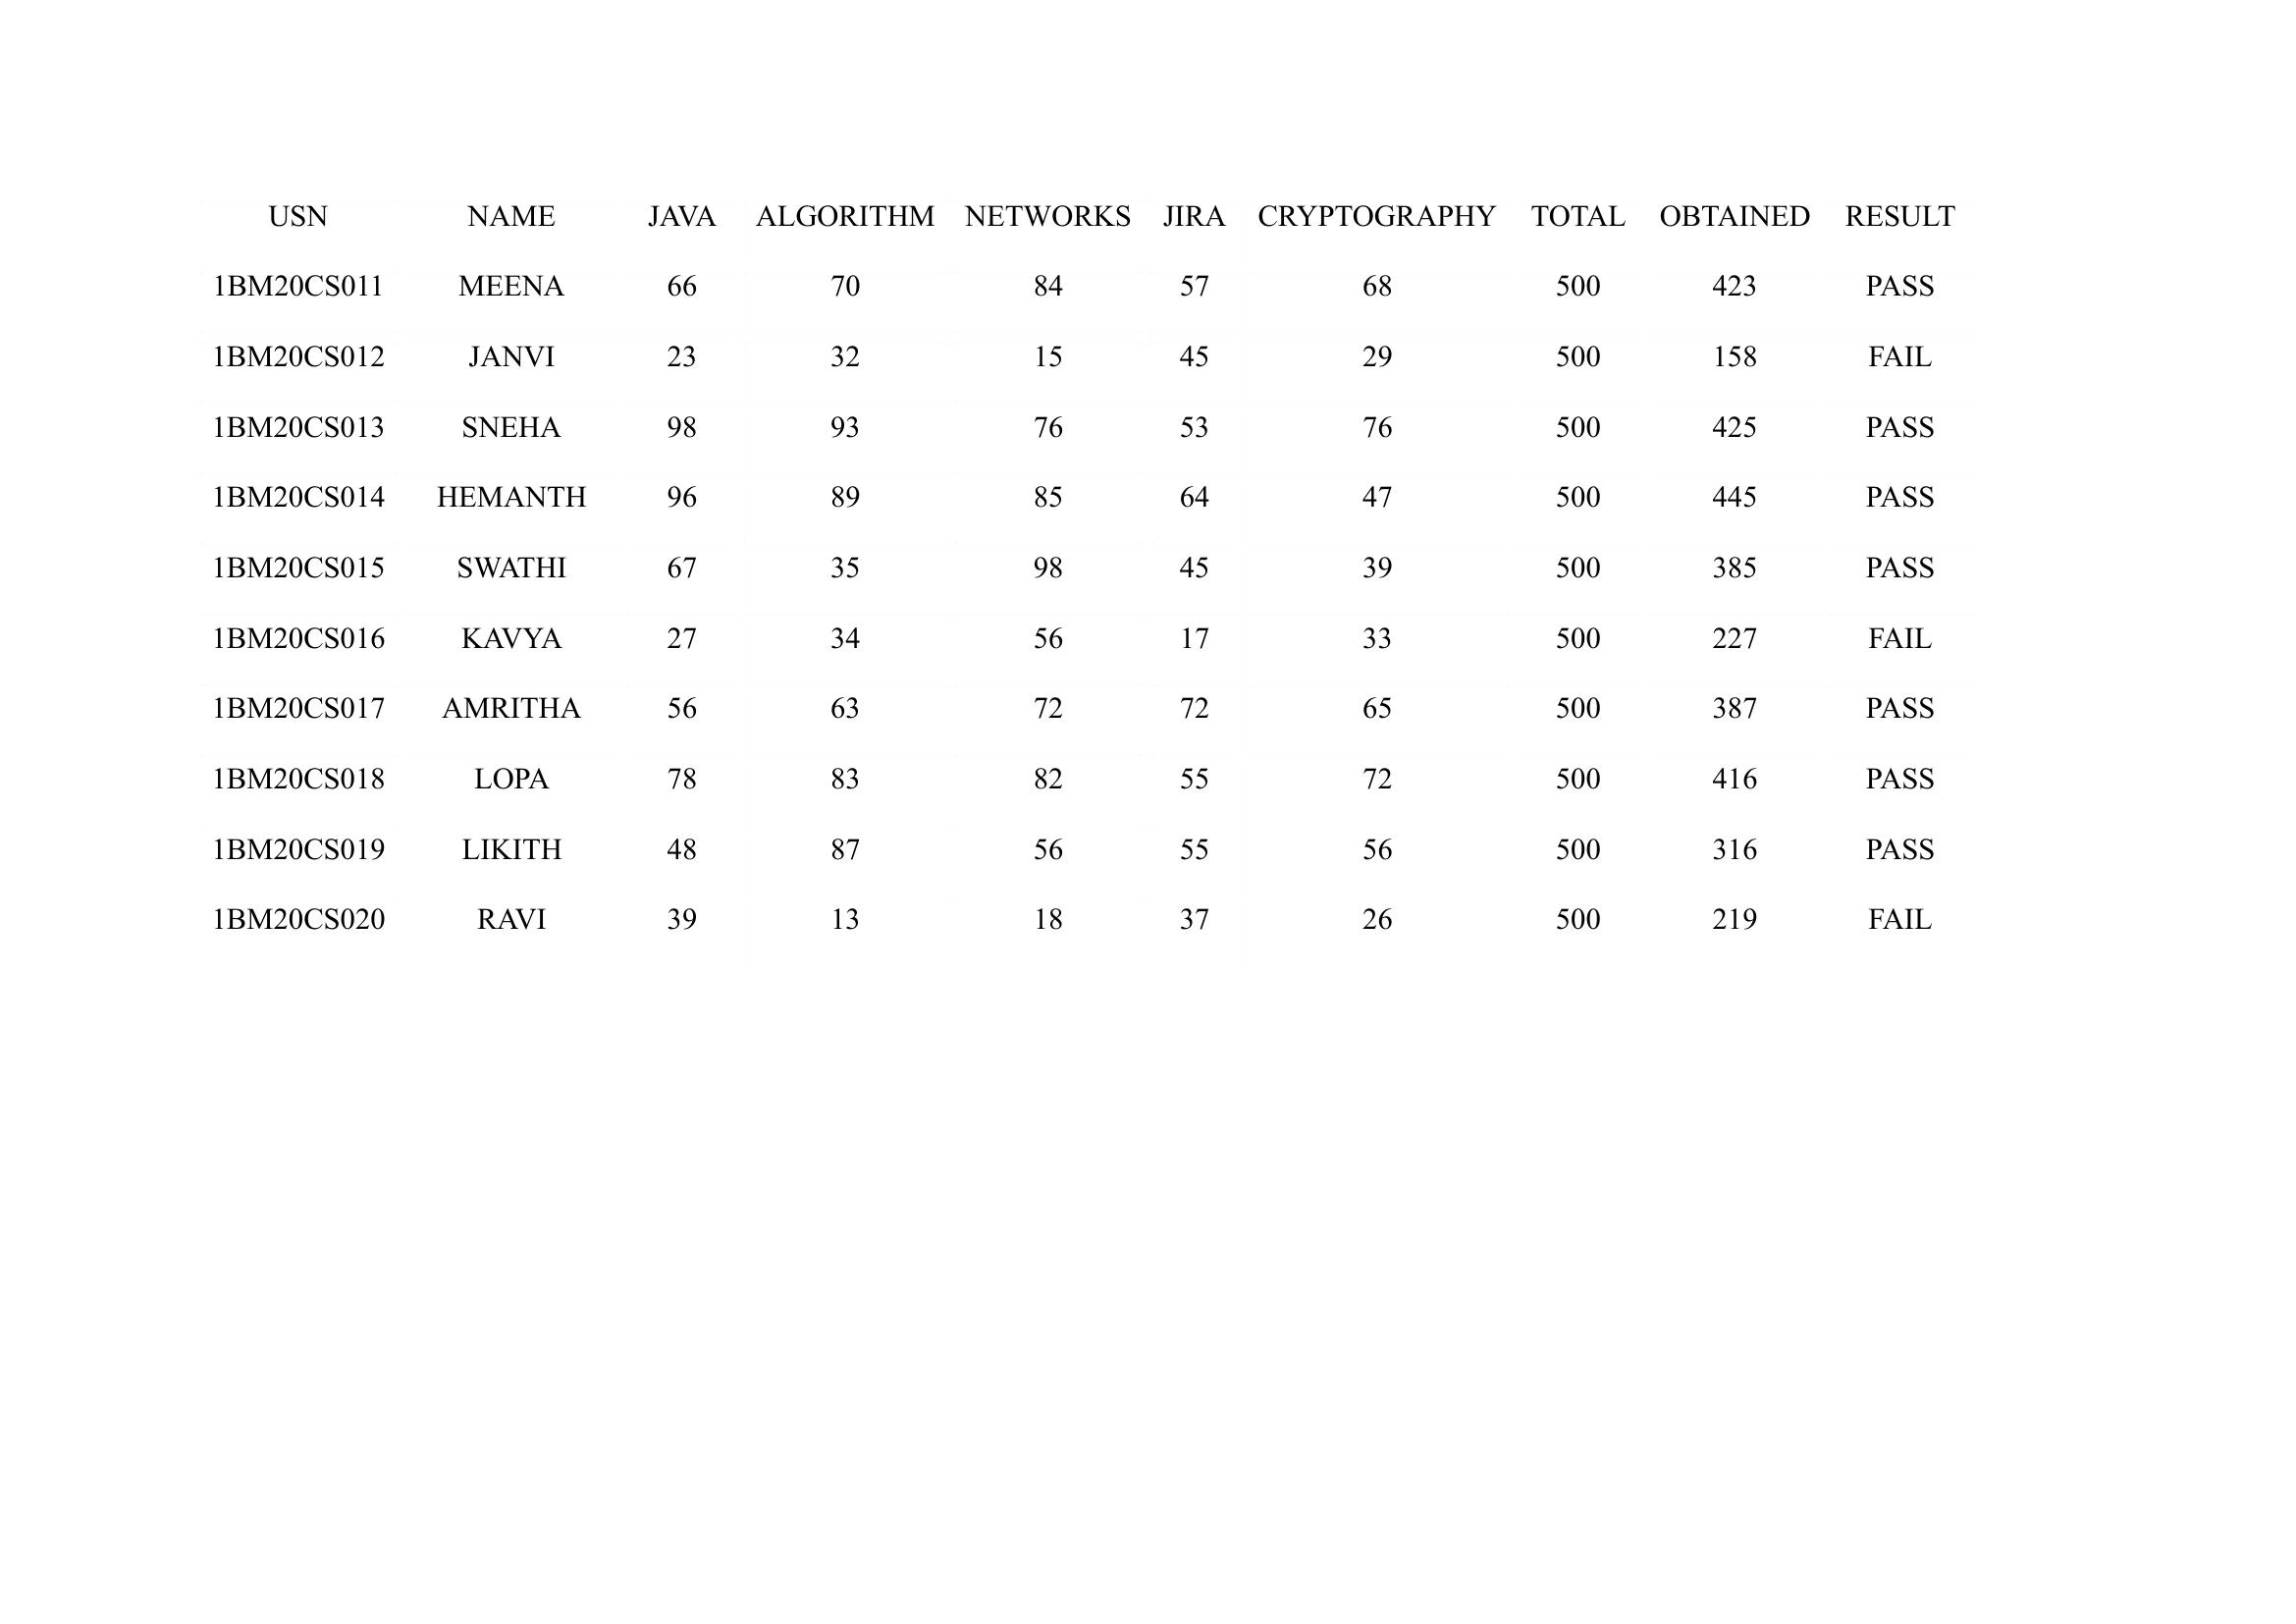 USN NAME JAVA ALGORITHM NETWORKS JIRA CRYPTOGRAPHY TOTAL OBTAINED RESULT
1BM20CS011 MEENA 66 70 84 57 68 500 423 PASS
1BM20CS012 JANVI 23 32 15 45 29 500 158 FAIL
1BM20CS013 SNEHA 98 93 76 53 76 500 425 PASS
1BM20CS014 HEMANTH 96 89 85 64 47 500 445 PASS
1BM20CS015 SWATHI 67 35 98 45 39 500 385 PASS
1BM20CS016 KAVYA 27 34 56 17 33 500 227 FAIL
1BM20CS017 AMRITHA 56 63 72 72 65 500 387 PASS
1BM20CS018 LOPA 78 83 82 55 72 500 416 PASS
1BM20CS019 LIKITH 48 87 56 55 56 500 316 PASS
1BM20CS020 RAVI 39 13 18 37 26 500 219 FAIL